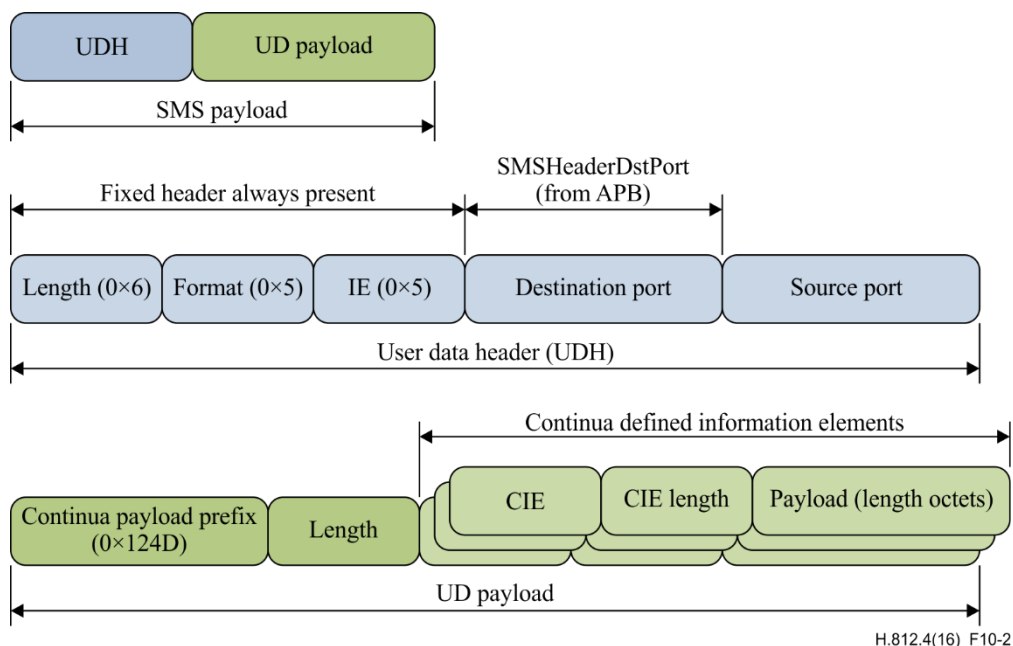 UDH
UD payload
SMS payload
SMSHeaderDstPort
(from APB)
Fixed header always present
Length (0×6)
Format (0×5)
IE (0×5)
Destination port
Source port
User data header (UDH)
Continua defined information elements
Continua payload prefix
(0×124D)
Length
CIE
CIE length
Payload (length octets)
UD payload
H.812.4(16)_F10-2